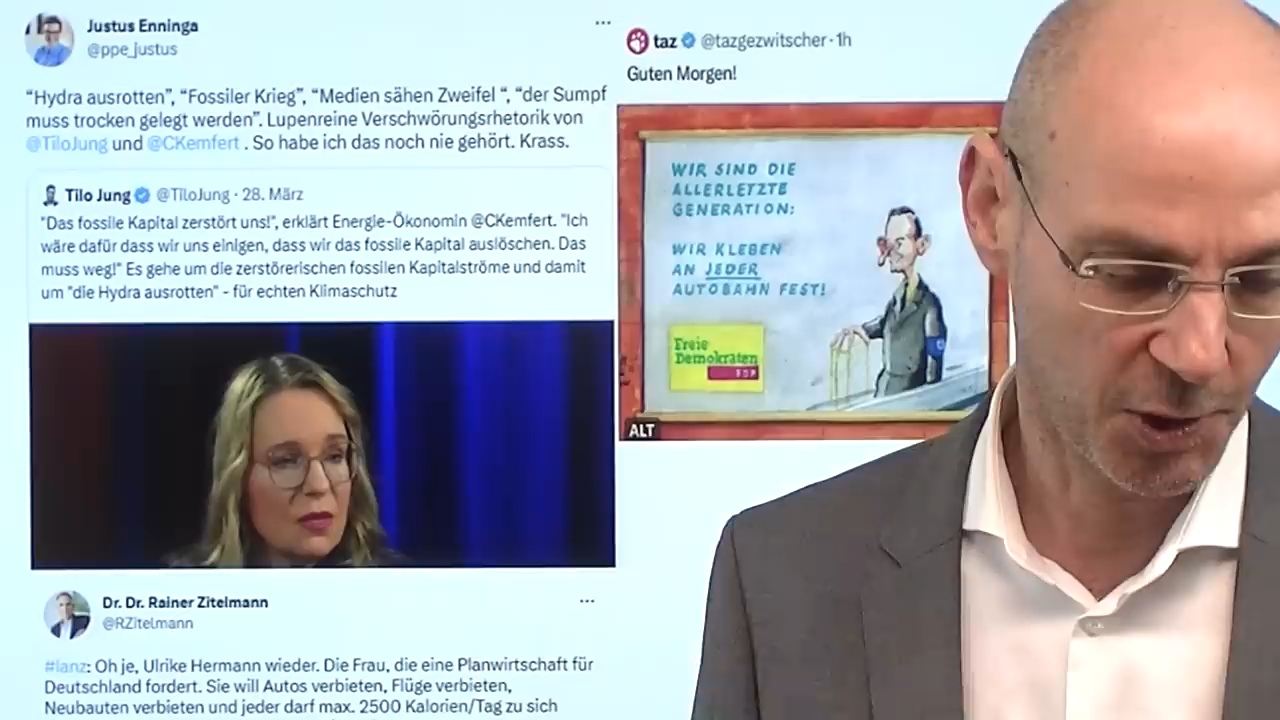 Justus Enninga
@ppe_justus
“Hydra ausrotten”, “Fossiler Krieg”, “Medien sähen Zweifel “, “der Sumpf
muss trocken gelegt werden”. Lupenreine Verschwörungsrhetorik von
@TiloJung und @CKemfert . So habe ich das noch nie gehört. Krass.
Tilo Jung @TiloJung · 28. März
"Das fossile Kapital zerstört uns!", erklärt Energie-Ökonomin @CKemfert. "Ich
wäre dafür dass wir uns einigen, dass wir das fossile Kapital auslöschen. Das
muss weg!" Es gehe um die zerstörerischen fossilen Kapitalströme und damit
um "die Hydra ausrotten" - für echten Klimaschutz
Dr. Dr. Rainer Zitelmann
@RZitelmann
#lanz: Oh je, Ulrike Hermann wieder. Die Frau, die eine Planwirtschaft für
Deutschland fordert. Sie will Autos verbieten, Flüge verbieten,
Neubauten verbieten und jeder darf max. 2500 Kalorien/Tag zu sich
taz @tazgezwitscher · 1h
Guten Morgen!
WIR SIND DIE
ALLERLETZTE
GENERATION:
WIR KLEBEN
AN JEDER
AUTOBAHN FEST!
Freie
Demokraten
FDP
ALT